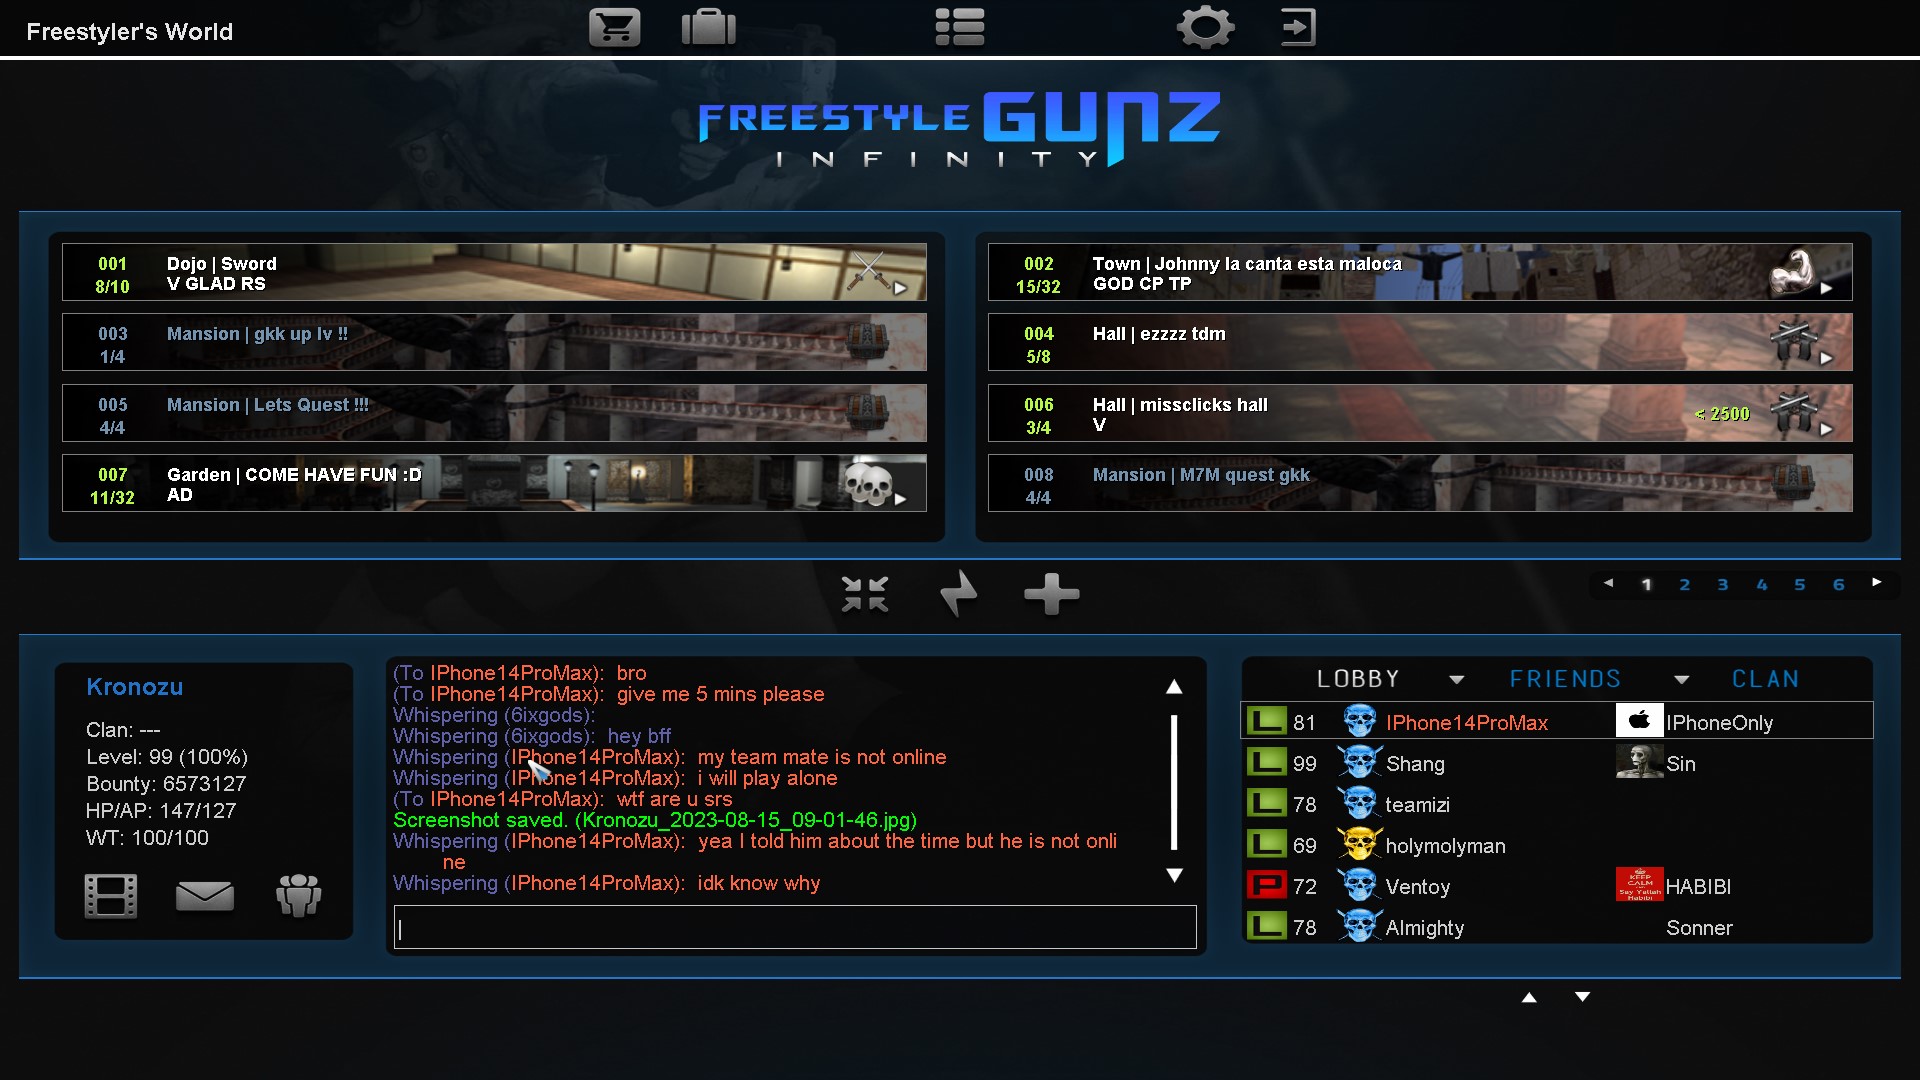 Freestyler's World
FREESTYLE GUNZ
INFINITY
001
8/10
Dojo | Sword
V GLAD RS
002
15/32
Town | Johnny la canta esta maloca
GOD CP TP
003
1/4
Mansion | gkk up lv !!
004
5/8
Hall | ezzzz tdm
005
4/4
Mansion | Lets Quest !!!
006
3/4
Hall | missclicks hall
V
< 2500
007
11/32
Garden | COME HAVE FUN :D
AD
008
4/4
Mansion | M7M quest gkk
1 2 3 4 5 6
Kronozu
Clan: ---
Level: 99 (100%)
Bounty: 6573127
HP/AP: 147/127
WT: 100/100
(To IPhone14ProMax): bro
(To IPhone14ProMax): give me 5 mins please
Whispering (6ixgods):
Whispering (6ixgods): hey bff
Whispering (IPhone14ProMax): my team mate is not online
Whispering (IPhone14ProMax): i will play alone
(To IPhone14ProMax): wtf are u srs
Screenshot saved. (Kronozu_2023-08-15_09-01-46.jpg)
Whispering (IPhone14ProMax): yea I told him about the time but he is not onli
ne
Whispering (IPhone14ProMax): idk know why
LOBBY FRIENDS CLAN
L 81 IPhone14ProMax IPhoneOnly
L 99 Shang Sin
L 78 teamizi
L 69 holymolyman
P 72 Ventoy KEEP CALM Say Yallah Habibi HABIBI
L 78 Almighty Sonner